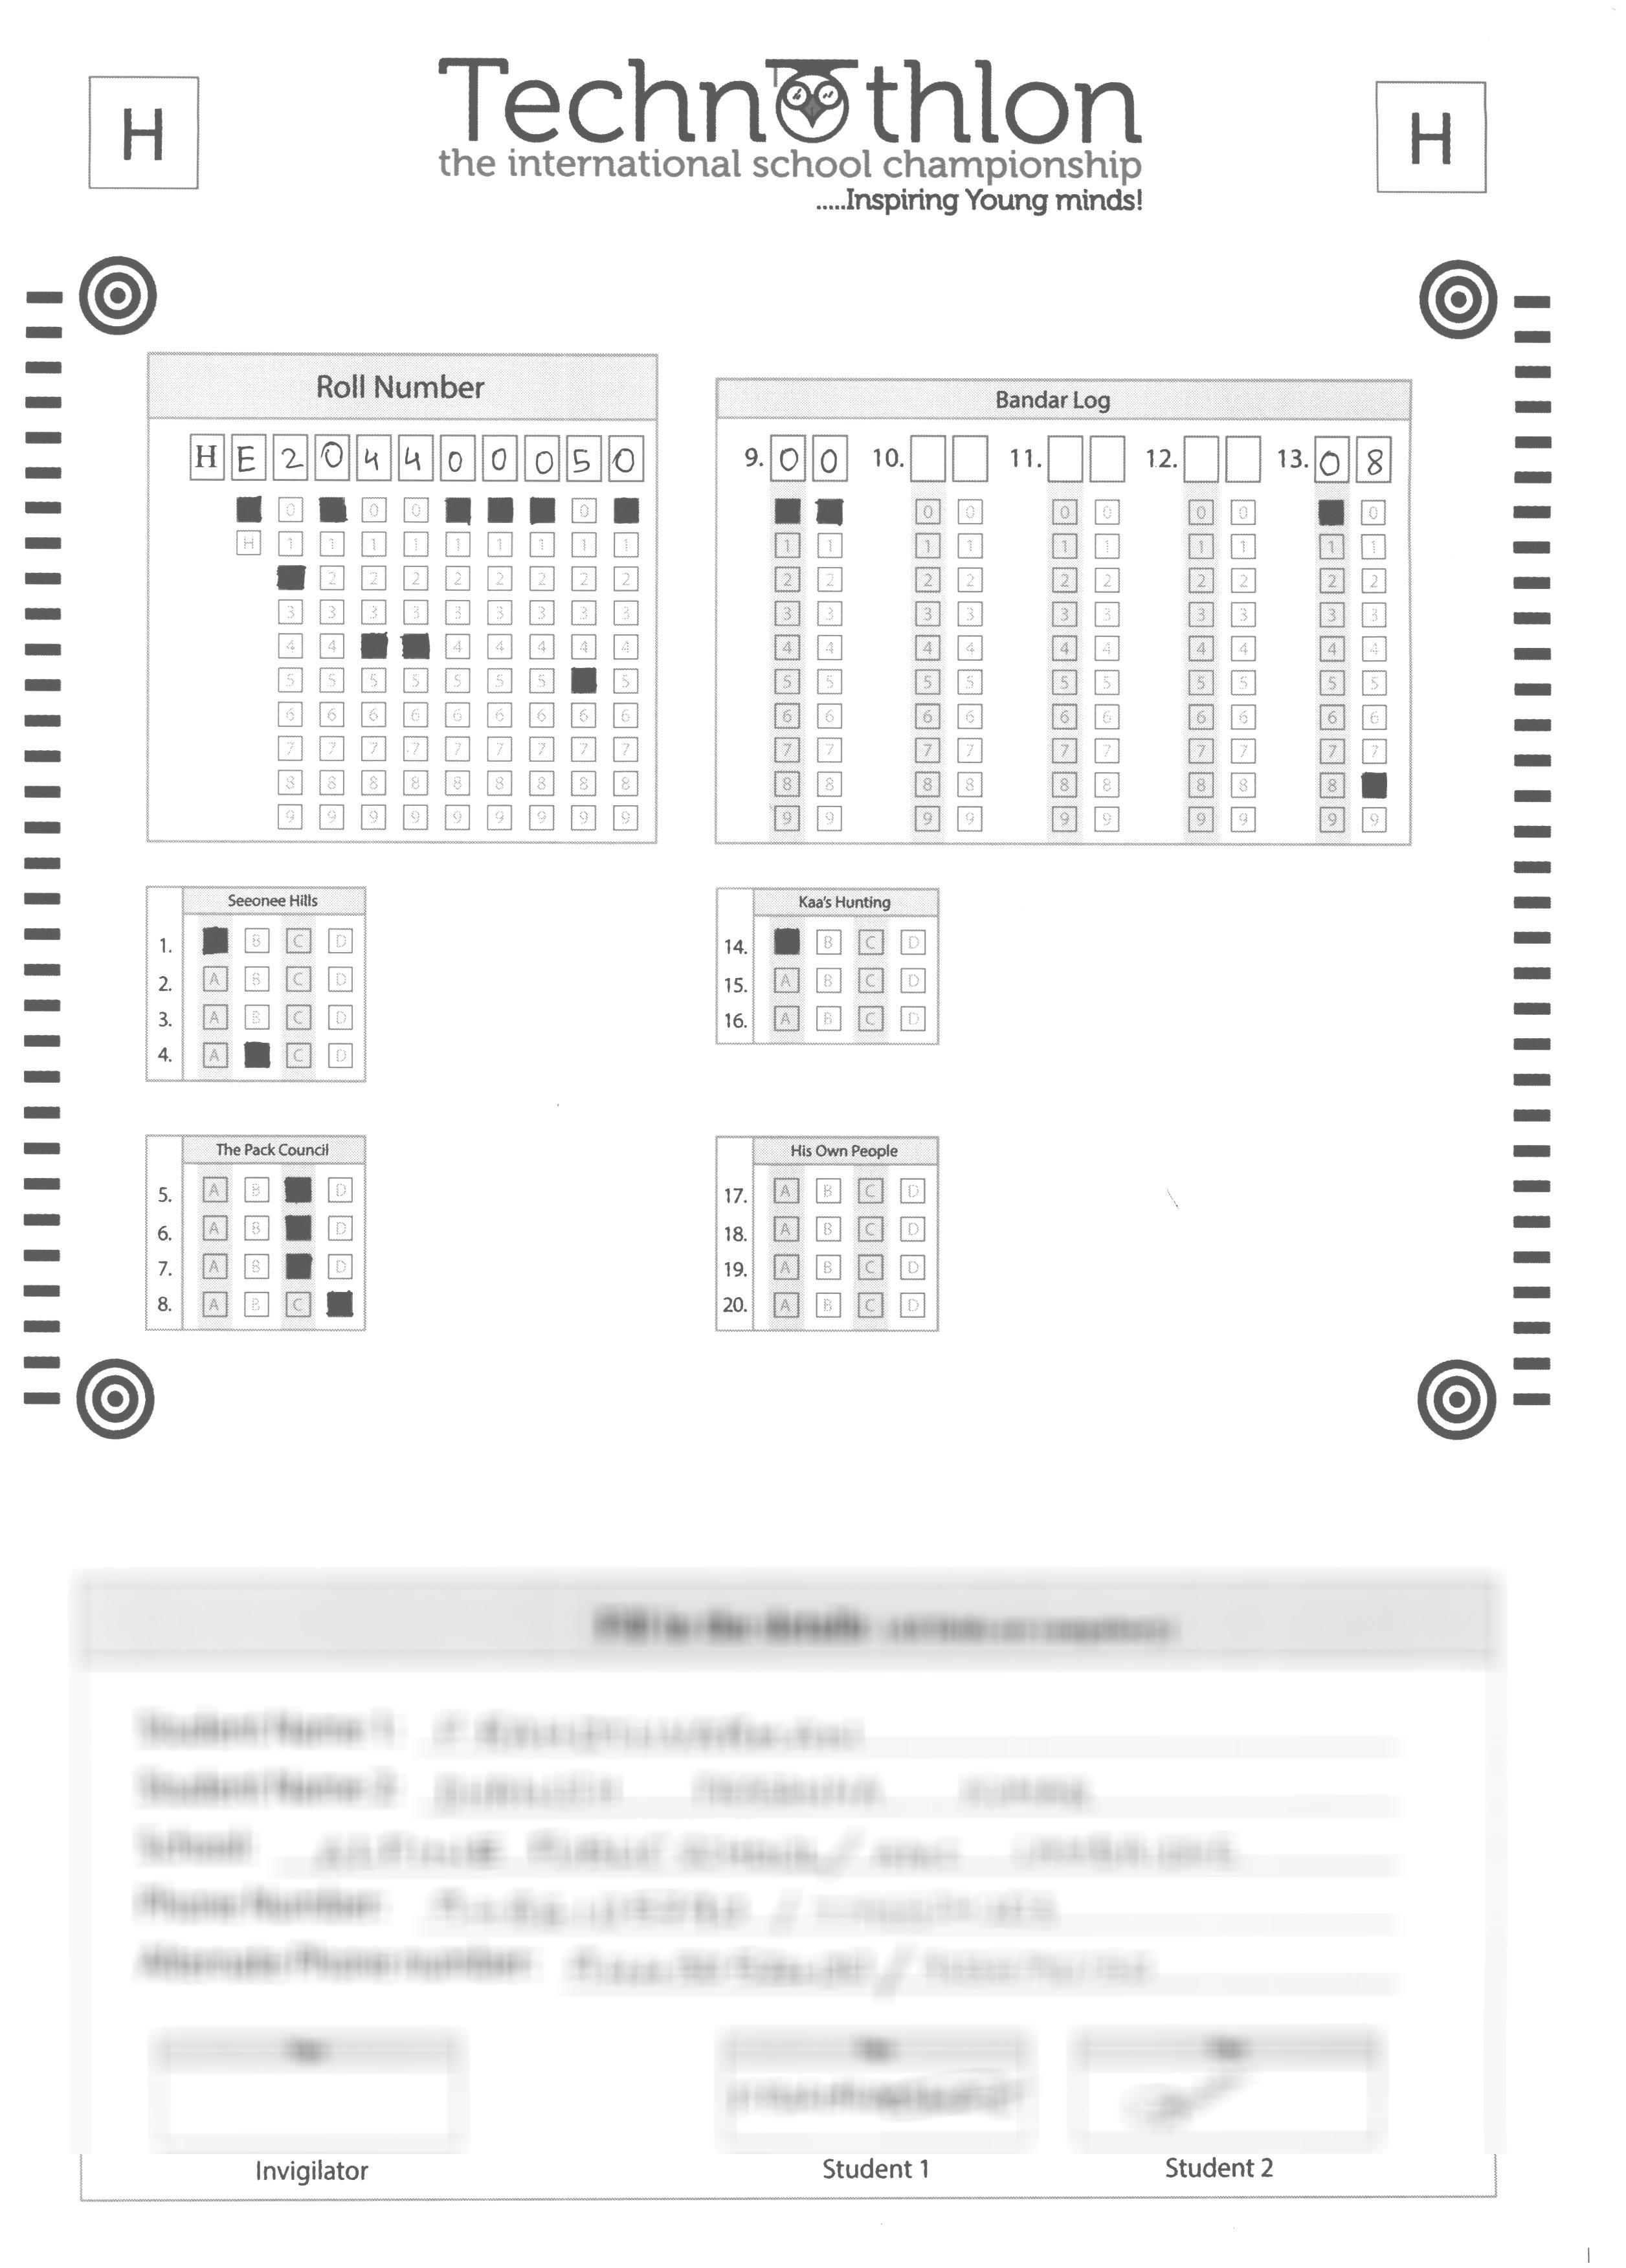 H
Technothlon
H
the international school championship
.....Inspiring Young minds!
Roll Number
H E 2 0 4 4 0 0 0 5 0
0 0 0 0
H 1 1 1 1 1 1 1 1 1
2 2 2 2 2 2 2 2
3 3 3 3 3 3 3 3 3
4 4 4 4 4 4 4
5 5 5 5 5 5 5 5
6 6 6 6 6 6 6 6 6
7 7 7 7 7 7 7 7 7
8 8 8 8 8 8 8 8 8
9 9 9 9 9 9 9 9 9
Bandar Log
9. 0 0 10. 11. 12. 13. 0 8
0 0 0 0 0 0 0
1 1 1 1 1 1 1 1 1 1
2 2 2 2 2 2 2 2 2 2
3 3 3 3 3 3 3 3 3 3
4 4 4 4 4 4 4 4 4 4
5 5 5 5 5 5 5 5 5 5
6 6 6 6 6 6 6 6 6 6
7 7 7 7 7 7 7 7 7 7
8 8 8 8 8 8 8 8 8
9 9 9 9 9 9 9 9 9 9
Seeonee Hills
1. B C D
2. A B C D
3. A B C D
4. A C D
Kaa's Hunting
14. B C D
15. A B C D
16. A B C D
The Pack Council
5. A B D
6. A B D
7. A B D
8. A B C
His Own People
17. A B C D
18. A B C D
19. A B C D
20. A B C D
Invigilator
Student 1
Student 2